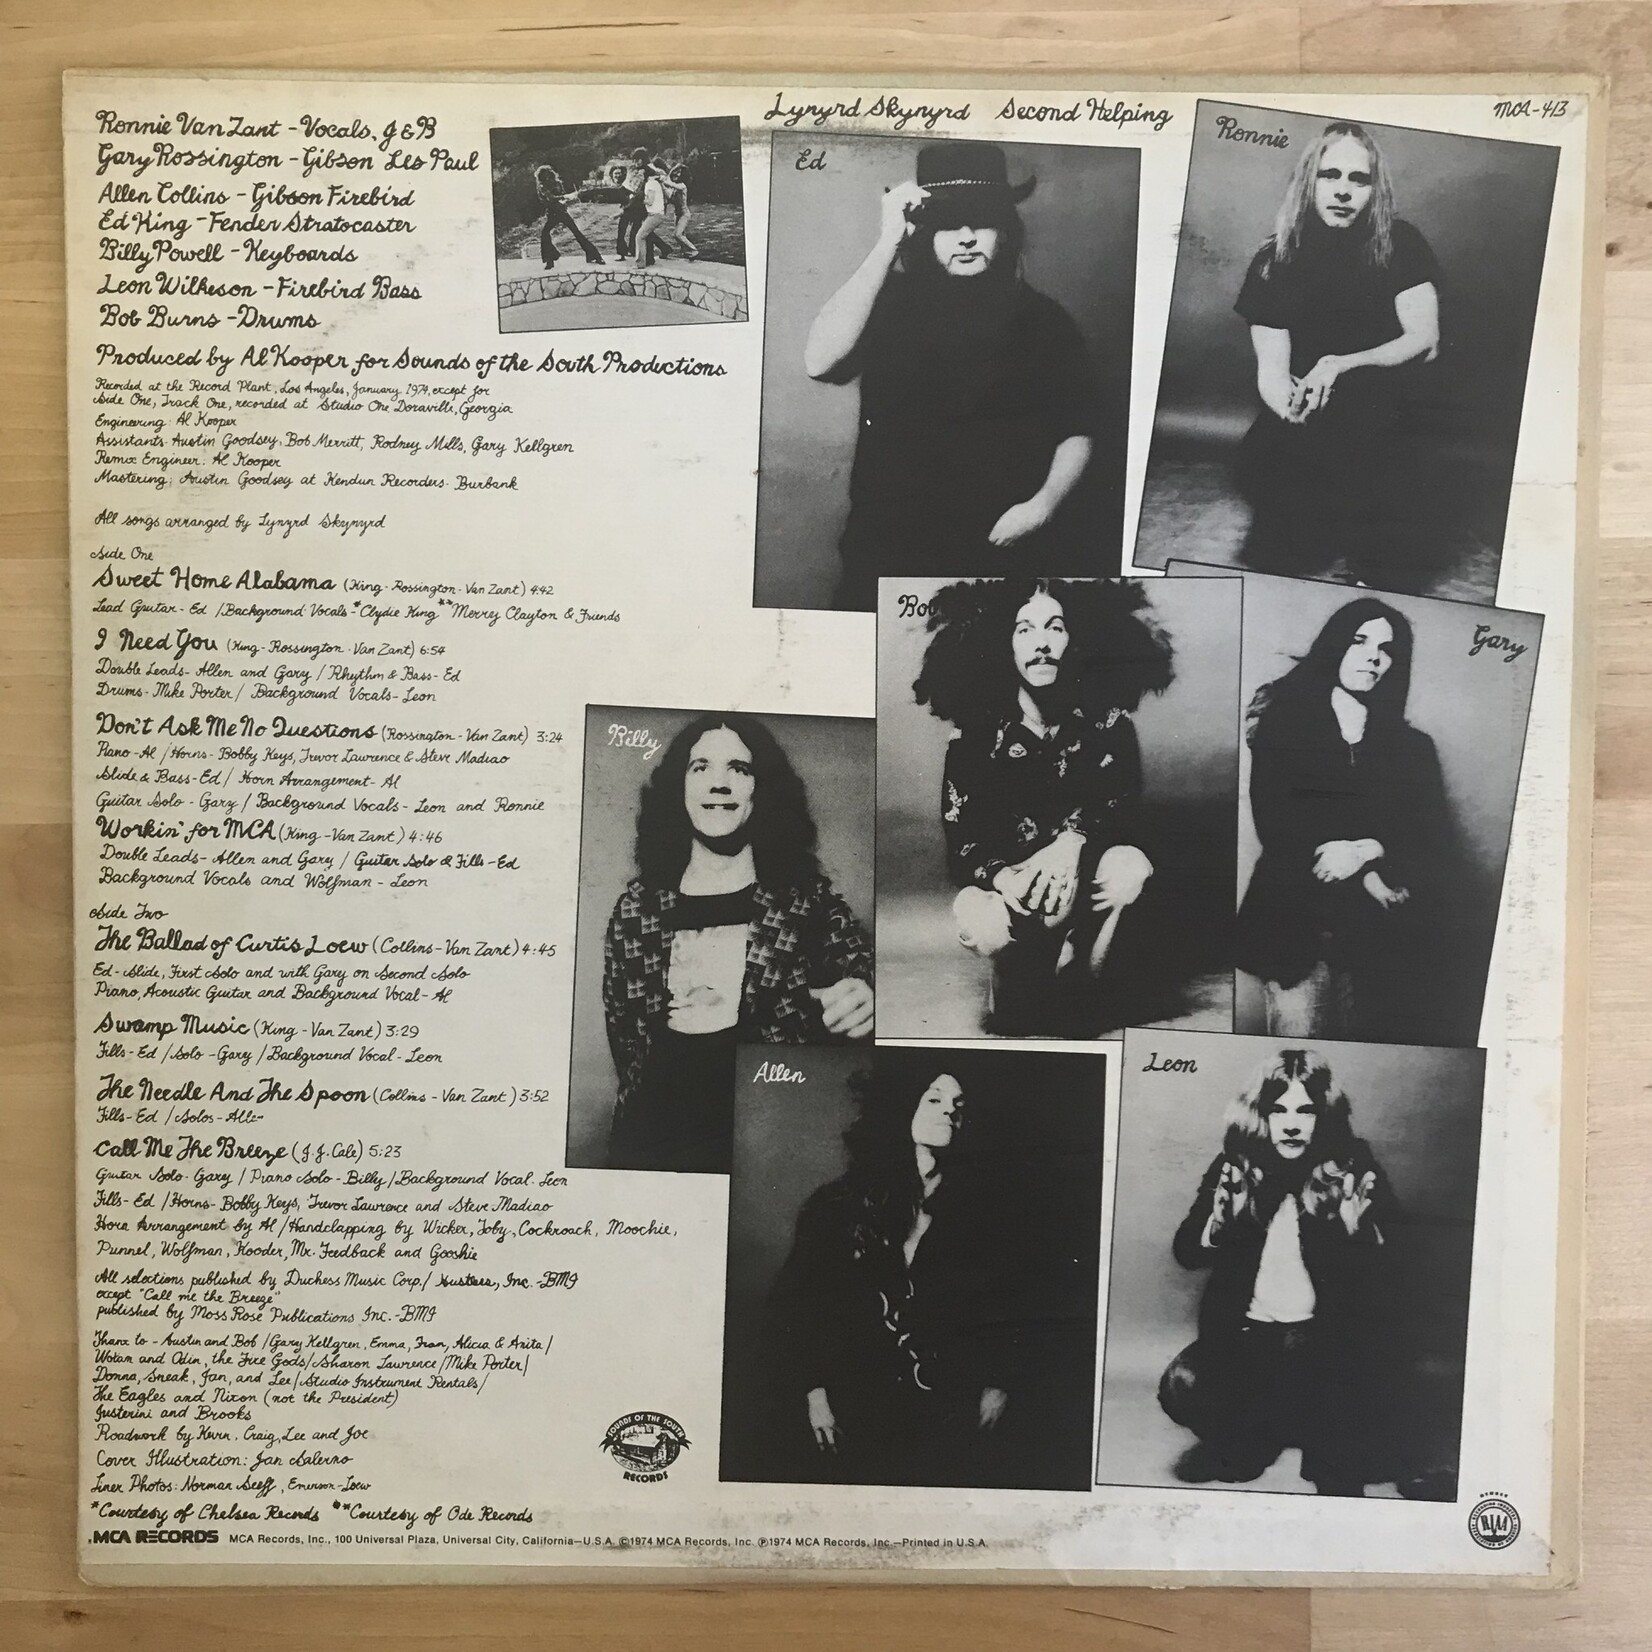 Lynyrd Skynyrd Second Helping
MCA-413
Ronnie Van Zant - Vocals, J & B
Gary Rossington - Gibson Les Paul
Allen Collins - Gibson Firebird
Ed King - Fender Stratocaster
Billy Powell - Keyboards
Leon Wilkeson - Firebird Bass
Bob Burns - Drums
Produced by Al Kooper for Sounds of the South Productions
Recorded at the Record Plant, Los Angeles, January 1974, except for
Side One, Track One, recorded at Studio One Doraville, Georgia
Engineering: Al Kooper
Assistants: Austin Godsey, Bob Merritt, Rodney Mills, Gary Kellgren
Remix Engineer: Al Kooper
Mastering: Austin Godsey at Kendun Recorders - Burbank
All songs arranged by Lynyrd Skynyrd
Side One
Sweet Home Alabama (King - Rossington - Van Zant) 4:42
Lead Guitar - Ed / Background Vocals - *Clydie King **Merry Clayton & Friends
I Need You (King - Rossington - Van Zant) 6:54
Double Leads - Allen and Gary / Rhythm & Bass - Ed
Drums - Mike Porter / Background Vocals - Leon
Don't Ask Me No Questions (Rossington - Van Zant) 3:24
Piano - Al / Horns - Bobby Keys, Trevor Lawrence & Steve Madiao
Slide & Bass - Ed / Horn Arrangement - Al
Guitar Solo - Gary / Background Vocals - Leon and Ronnie
Workin' for MCA (King - Van Zant) 4:46
Double Leads - Allen and Gary / Guitar Solo & Fills - Ed
Background Vocals and Wolfman - Leon
Side Two
The Ballad of Curtis Loew (Collins - Van Zant) 4:45
Ed - Slide, First Solo and with Gary on Second Solo
Piano, Acoustic Guitar and Background Vocal - Al
Swamp Music (King - Van Zant) 3:29
Fills - Ed / Solo - Gary / Background Vocal - Leon
The Needle And The Spoon (Collins - Van Zant) 3:52
Fills - Ed / Solos - Allen
Call Me The Breeze (J.J. Cale) 5:23
Guitar Solo - Gary / Piano Solo - Billy / Background Vocal - Leon
Fills - Ed / Horns - Bobby Keys, Trevor Lawrence and Steve Madiao
Horn Arrangement by Al / Handclapping by Wicker, Toby, Cockroach, Moochie,
Punnel, Wolfman, Kooder, Mr. Feedback and Gooshie
All selections published by Duchess Music Corp./ Hustlers, Inc. - BMI
except "Call me the Breeze"
published by Moss Rose Publications Inc. - BMI
Thanx to - Austin and Bob / Gary Kellgren, Emma, Fran, Alicia & Anita /
Wotan and Odin, the Fire Gods / Sharon Lawrence / Mike Porter /
Donna, Sneak, Jan, and Lee / Studio Instrument Rentals /
The Eagles and Nixon (not the President)
Justerini and Brooks
Roadwork by Kevin, Craig, Lee and Joe
Cover Illustration: Jan Salerno
Liner Photos: Norman Seeff, Emerson-Loew
*Courtesy of Chelsea Records **Courtesy of Ode Records
MCA RECORDS MCA Records, Inc., 100 Universal Plaza, Universal City, California—U.S.A. ©1974 MCA Records, Inc. ℗1974 MCA Records, Inc.—Printed in U.S.A.
Ed
Ronnie
Bob
Gary
Billy
Allen
Leon
SOUNDS OF THE SOUTH
RECORDS
RIAA